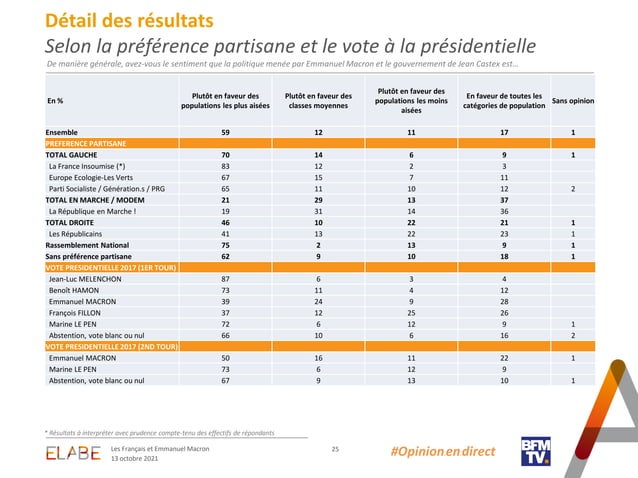 Détail des résultats
Selon la préférence partisane et le vote à la présidentielle
De manière générale, avez-vous le sentiment que la politique menée par Emmanuel Macron et le gouvernement de Jean Castex est…
En % Plutôt en faveur des populations les plus aisées Plutôt en faveur des classes moyennes Plutôt en faveur des populations les moins aisées En faveur de toutes les catégories de population Sans opinion
Ensemble 59 12 11 17 1
PREFERENCE PARTISANE
TOTAL GAUCHE 70 14 6 9 1
La France Insoumise (*) 83 12 2 3
Europe Ecologie-Les Verts 67 15 7 11
Parti Socialiste / Génération.s / PRG 65 11 10 12 2
TOTAL EN MARCHE / MODEM 21 29 13 37
La République en Marche ! 19 31 14 36
TOTAL DROITE 46 10 22 21 1
Les Républicains 41 13 22 23 1
Rassemblement National 75 2 13 9 1
Sans préférence partisane 62 9 10 18 1
VOTE PRESIDENTIELLE 2017 (1ER TOUR)
Jean-Luc MELENCHON 87 6 3 4
Benoît HAMON 73 11 4 12
Emmanuel MACRON 39 24 9 28
François FILLON 37 12 25 26
Marine LE PEN 72 6 12 9 1
Abstention, vote blanc ou nul 66 10 6 16 2
VOTE PRESIDENTIELLE 2017 (2ND TOUR)
Emmanuel MACRON 50 16 11 22 1
Marine LE PEN 73 6 12 9
Abstention, vote blanc ou nul 67 9 13 10 1
* Résultats à interpréter avec prudence compte-tenu des effectifs de répondants
ELABE
Les Français et Emmanuel Macron
13 octobre 2021
25
#Opinion en direct
BFM
TV.